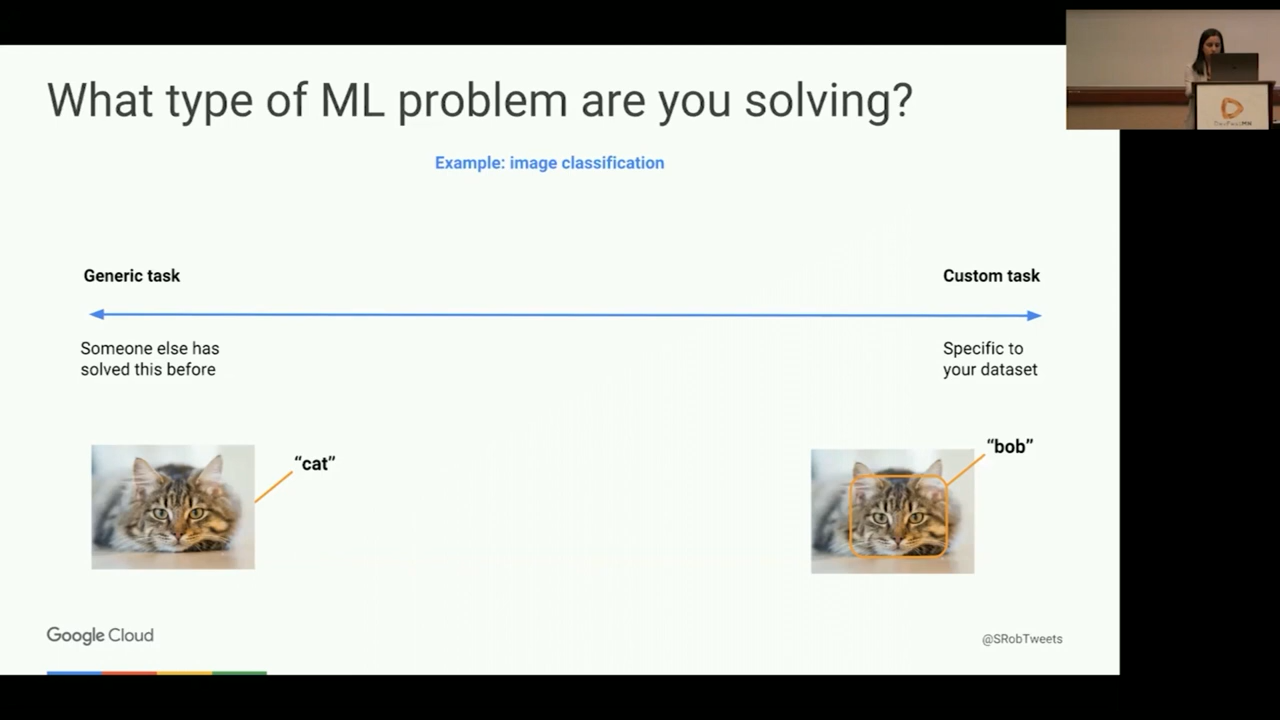 What type of ML problem are you solving?
Example: image classification
Generic task
Custom task
Someone else has
solved this before
Specific to
your dataset
“cat”
“bob”
Google Cloud
@SRobTweets